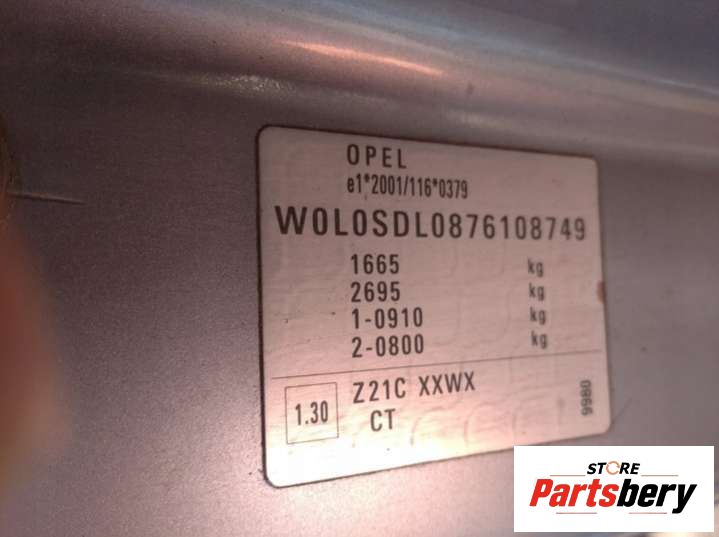 OPEL
e1*2001/116*0379
W0L0SDL0876108749
1665 kg
2695 kg
1-0910 kg
2-0800 kg
1.30 Z21C XXWX
CT
9980
STORE
Partsbery